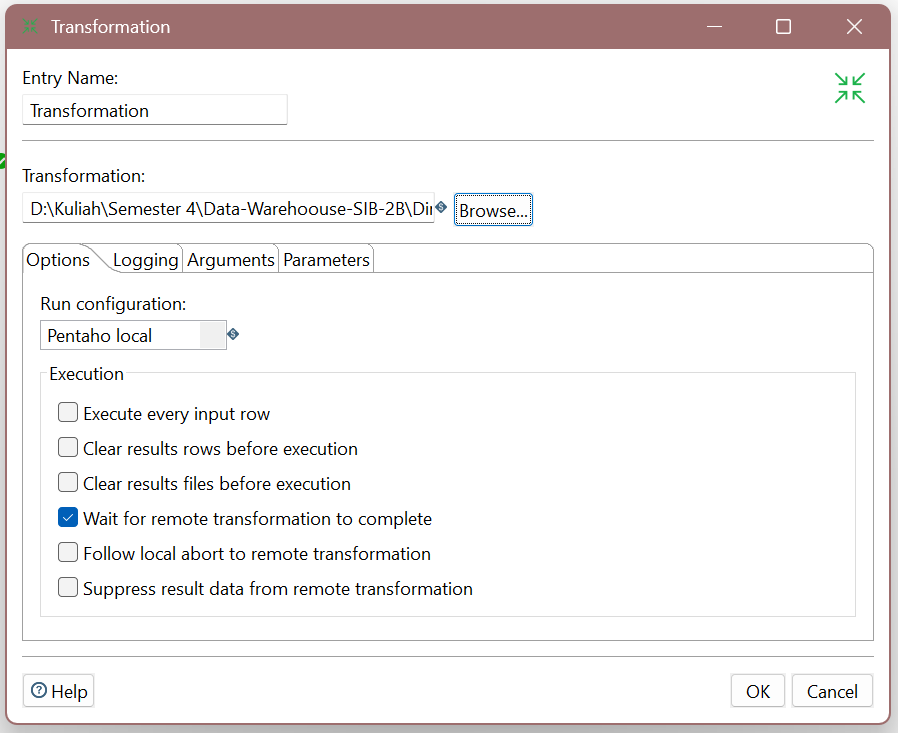 Transformation
Entry Name:
Transformation
Transformation:
D:\Kuliah\Semester 4\Data-Warehoouse-SIB-2B\Di
Browse...
Options Logging Arguments Parameters
Run configuration:
Pentaho local
Execution
Execute every input row
Clear results rows before execution
Clear results files before execution
Wait for remote transformation to complete
Follow local abort to remote transformation
Suppress result data from remote transformation
Help OK Cancel